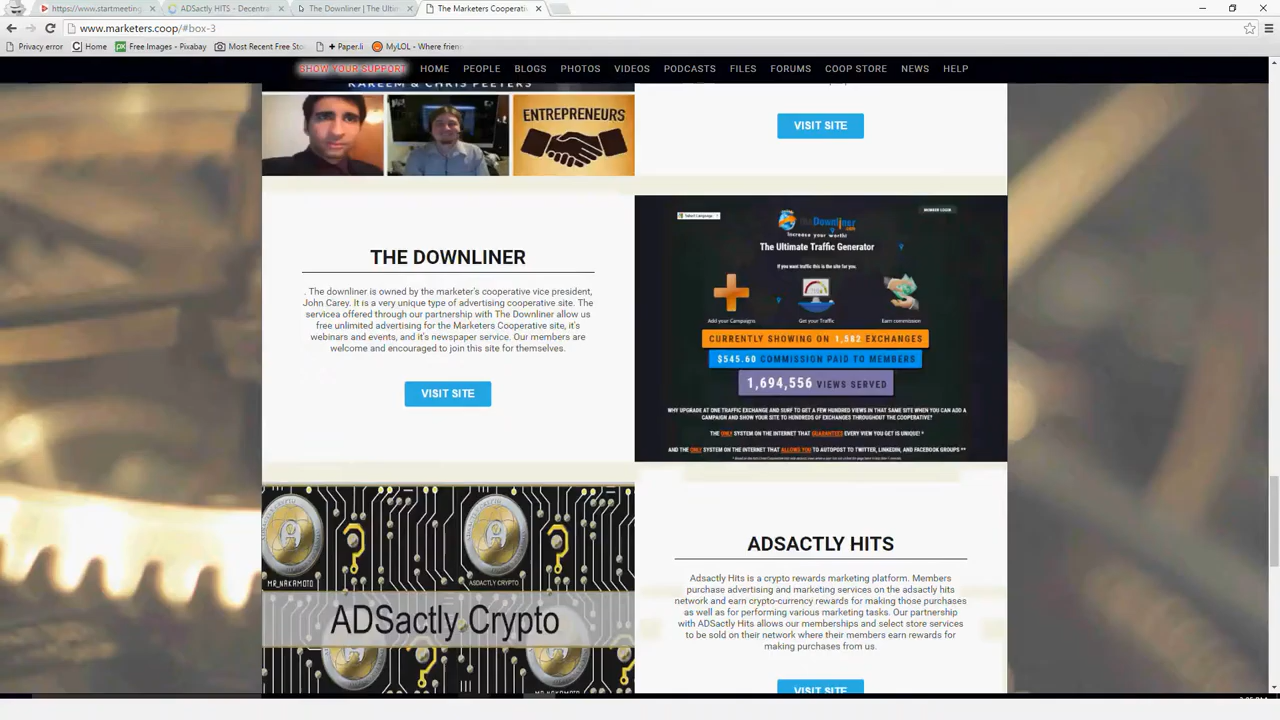 https://www.startmeeting
ADSactly HITS - Decentra
The Downliner | The Ultim
The Marketers Cooperati
www.marketers.coop/#box-3
Privacy error
Home
Free Images - Pixabay
Most Recent Free Sto
+ Paper.li
MyLOL - Where frien
SHOW YOUR SUPPORT
HOME
PEOPLE
BLOGS
PHOTOS
VIDEOS
PODCASTS
FILES
FORUMS
COOP STORE
NEWS
HELP
KAREEM & CHRIS PEETERS
ENTREPRENEURS
VISIT SITE
THE DOWNLINER
. The downliner is owned by the marketer's cooperative vice president,
John Carey. It is a very unique type of advertising cooperative site. The
services offered through our partnership with The Downliner allow us
free unlimited advertising for the Marketers Cooperative site, it's
webinars and events, and it's newspaper service. Our members are
welcome and encouraged to join this site for themselves.
VISIT SITE
Select Language
MEMBER LOGIN
theDownliner
.com
Increase your worth!
The Ultimate Traffic Generator
If you want traffic this is the site for you.
Add your Campaigns
Get your Traffic
Earn commission
CURRENTLY SHOWING ON 1,582 EXCHANGES
$545.60 COMMISSION PAID TO MEMBERS
1,694,556 VIEWS SERVED
WHY UPGRADE AT ONE TRAFFIC EXCHANGE AND SURF TO GET A FEW HUNDRED VIEWS IN THAT SAME SITE WHEN YOU CAN ADD A
CAMPAIGN AND SHOW YOUR SITE TO HUNDREDS OF EXCHANGES THROUGHOUT THE COOPERATIVE?
THE ONLY SYSTEM ON THE INTERNET THAT GUARANTEES EVERY VIEW YOU GET IS UNIQUE! *
AND THE ONLY SYSTEM ON THE INTERNET THAT ALLOWS YOU TO AUTOPOST TO TWITTER, LINKEDIN, AND FACEBOOK GROUPS **
MR_NAKAMOTO
ASDACTLY CRYPTO
ADSactly Crypto
MR_NAKAMOTO
ADSACTLY HITS
Adsactly Hits is a crypto rewards marketing platform. Members
purchase advertising and marketing services on the adsactly hits
network and earn crypto-currency rewards for making those purchases
as well as for performing various marketing tasks. Our partnership
with ADSactly Hits allows our memberships and select store services
to be sold on their network where their members earn rewards for
making purchases from us.
VISIT SITE